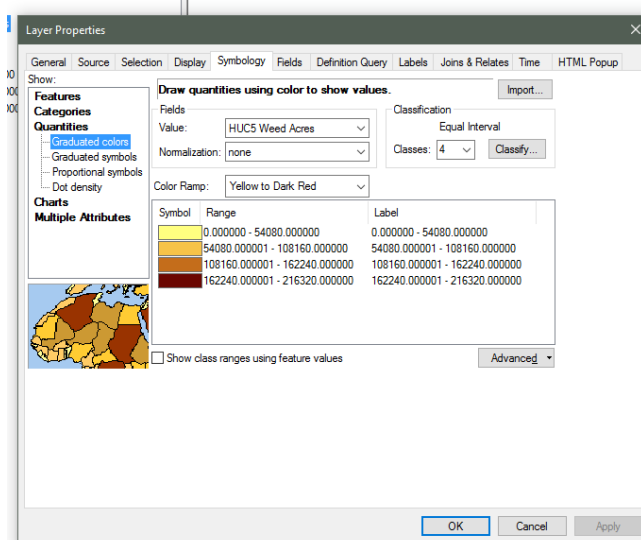 Layer Properties
General Source Selection Display Symbology Fields Definition Query Labels Joins & Relates Time HTML Popup
Show:
Features
Categories
Quantities
Graduated colors
Graduated symbols
Proportional symbols
Dot density
Charts
Multiple Attributes
Draw quantities using color to show values.
Import...
Fields
Value: HUC5 Weed Acres
Normalization: none
Classification
Equal Interval
Classes: 4 Classify...
Color Ramp: Yellow to Dark Red
Symbol Range Label
0.000000 - 54080.000000 0.000000 - 54080.000000
54080.000001 - 108160.000000 54080.000001 - 108160.000000
108160.000001 - 162240.000000 108160.000001 - 162240.000000
162240.000001 - 216320.000000 162240.000001 - 216320.000000
Show class ranges using feature values
Advanced
OK Cancel Apply